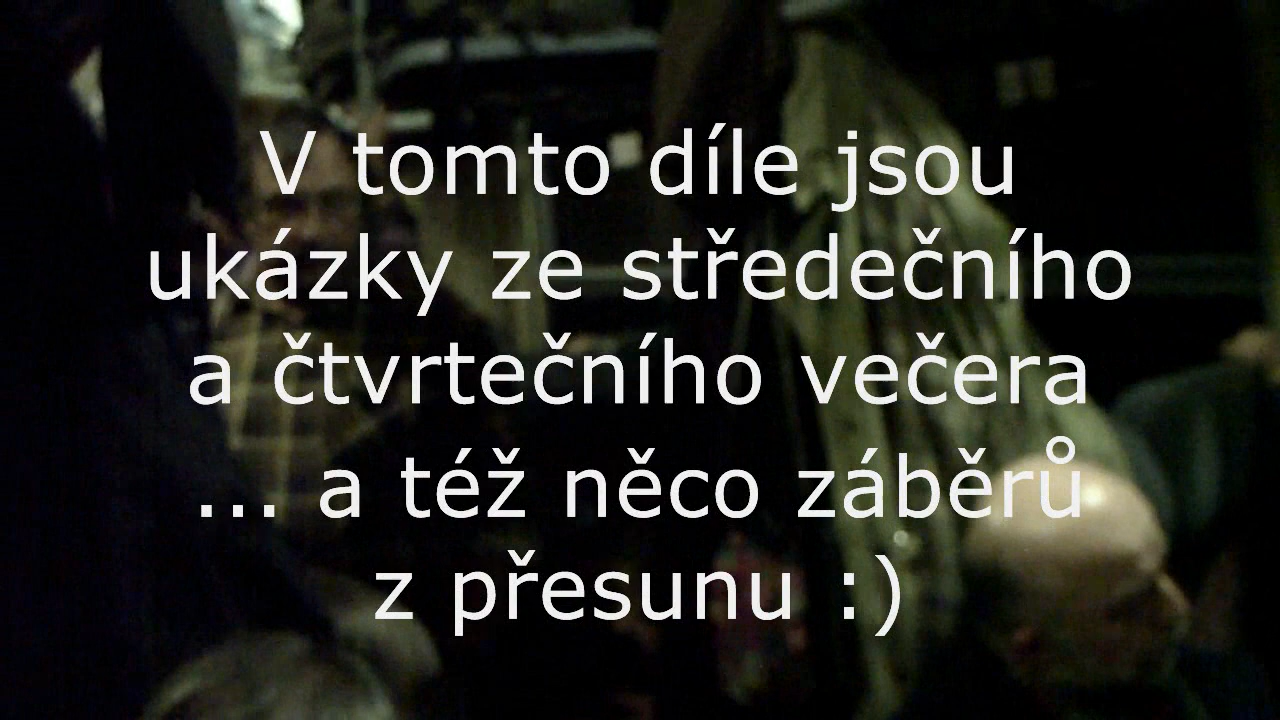 V tomto díle jsou
ukázky ze středečního
a čtvrtečního večera
... a též něco záběrů
z přesunu :)